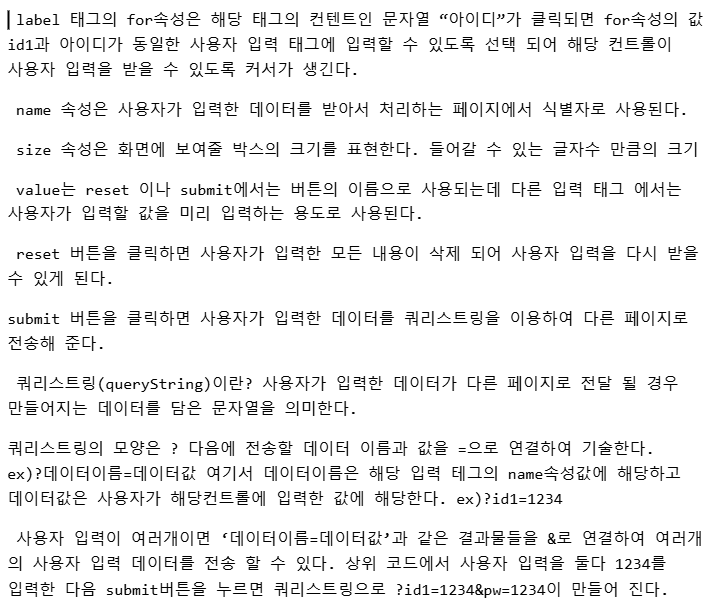 label 태그의 for속성은 해당 태그의 컨텐트인 문자열 “아이디”가 클릭되면 for속성의 값
id1과 아이디가 동일한 사용자 입력 태그에 입력할 수 있도록 선택 되어 해당 컨트롤이
사용자 입력을 받을 수 있도록 커서가 생긴다.
name 속성은 사용자가 입력한 데이터를 받아서 처리하는 페이지에서 식별자로 사용된다.
size 속성은 화면에 보여줄 박스의 크기를 표현한다. 들어갈 수 있는 글자수 만큼의 크기
value는 reset 이나 submit에서는 버튼의 이름으로 사용되는데 다른 입력 태그 에서는
사용자가 입력할 값을 미리 입력하는 용도로 사용된다.
reset 버튼을 클릭하면 사용자가 입력한 모든 내용이 삭제 되어 사용자 입력을 다시 받을
수 있게 된다.
submit 버튼을 클릭하면 사용자가 입력한 데이터를 쿼리스트링을 이용하여 다른 페이지로
전송해 준다.
쿼리스트링(queryString)이란? 사용자가 입력한 데이터가 다른 페이지로 전달 될 경우
만들어지는 데이터를 담은 문자열을 의미한다.
쿼리스트링의 모양은 ? 다음에 전송할 데이터 이름과 값을 =으로 연결하여 기술한다.
ex)?데이터이름=데이터값 여기서 데이터이름은 해당 입력 테그의 name속성값에 해당하고
데이터값은 사용자가 해당컨트롤에 입력한 값에 해당한다. ex)?id1=1234
사용자 입력이 여러개이면 ‘데이터이름=데이터값’과 같은 결과물들을 &로 연결하여 여러개
의 사용자 입력 데이터를 전송 할 수 있다. 상위 코드에서 사용자 입력을 둘다 1234를
입력한 다음 submit버튼을 누르면 쿼리스트링으로 ?id1=1234&pw=1234이 만들어 진다.